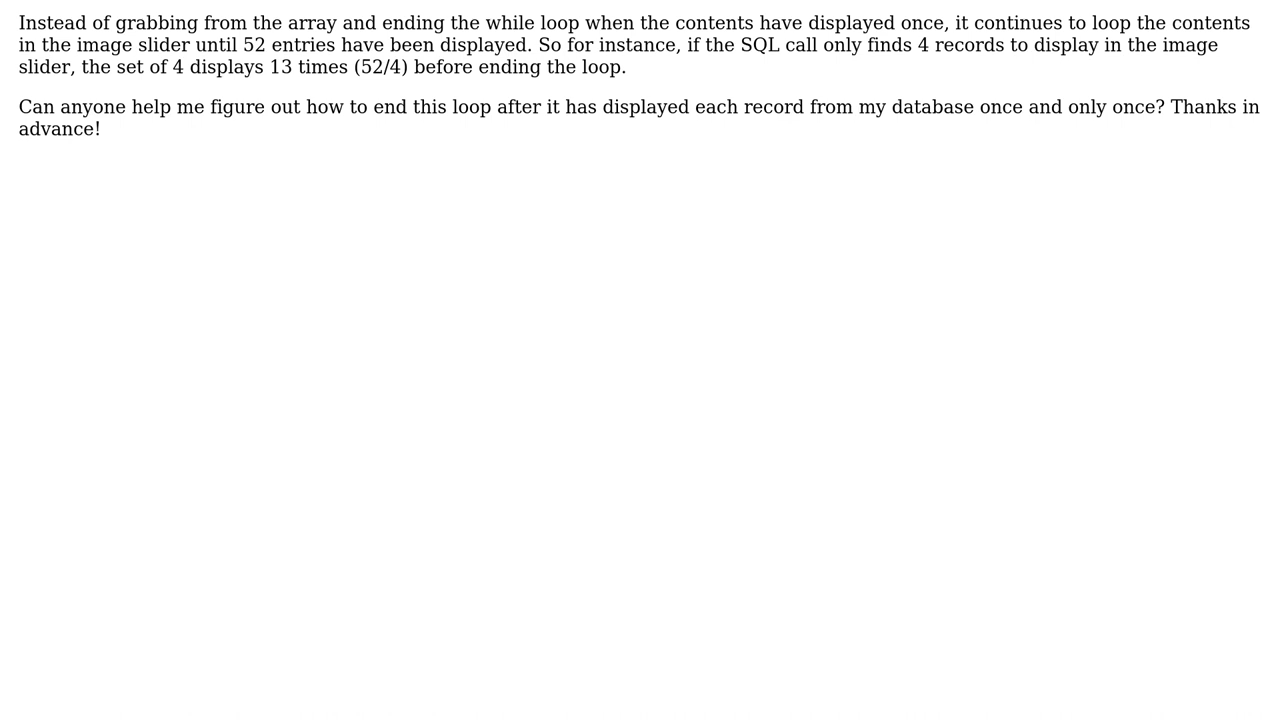 Instead of grabbing from the array and ending the while loop when the contents have displayed once, it continues to loop the contents
in the image slider until 52 entries have been displayed. So for instance, if the SQL call only finds 4 records to display in the image
slider, the set of 4 displays 13 times (52/4) before ending the loop.
Can anyone help me figure out how to end this loop after it has displayed each record from my database once and only once? Thanks in
advance!